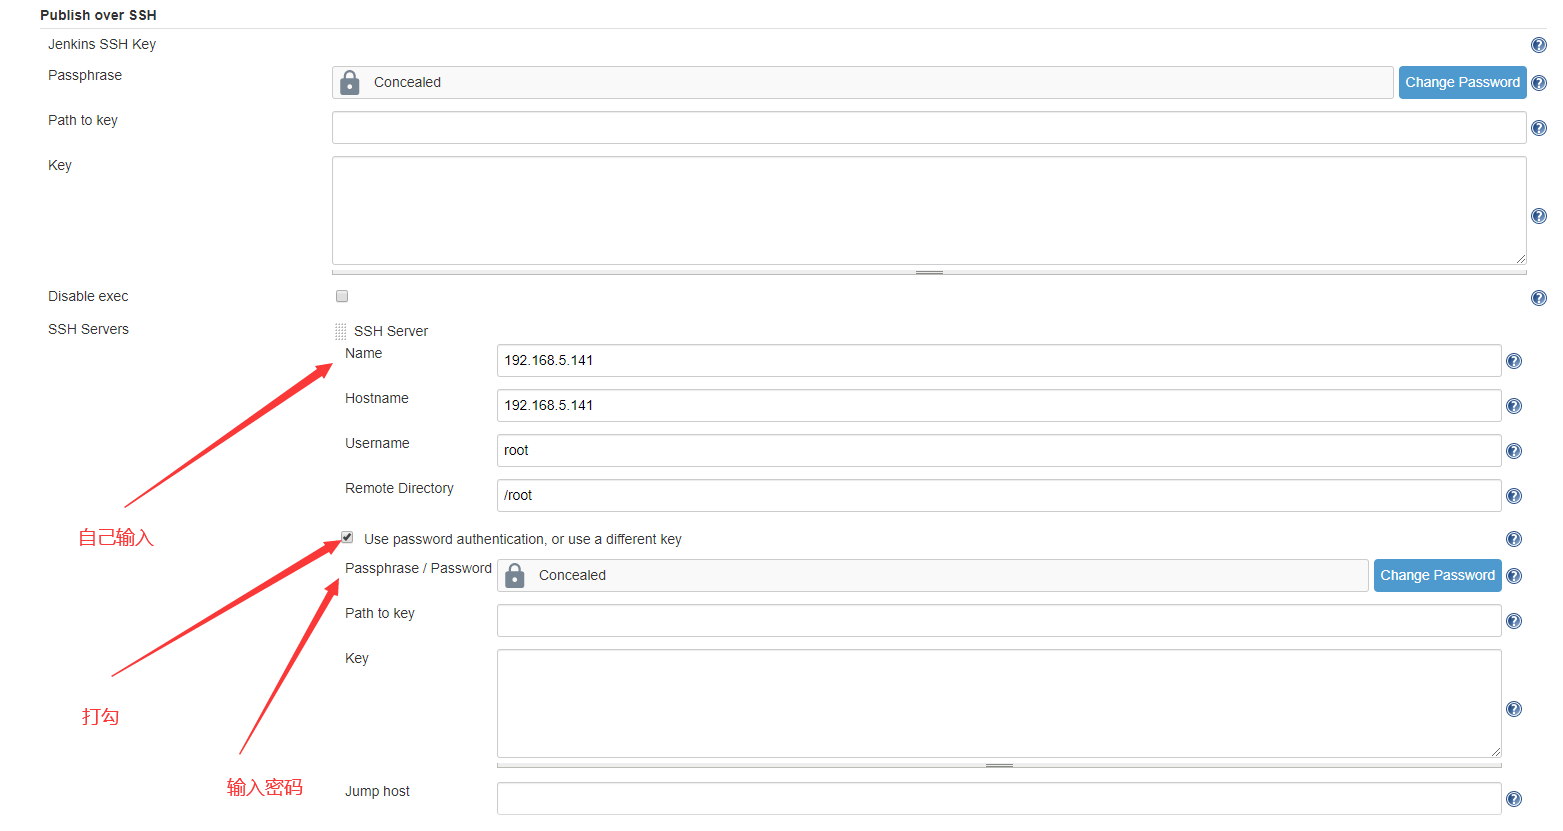 Publish over SSH
Jenkins SSH Key
Passphrase
Concealed
Change Password
Path to key
Key
Disable exec
SSH Servers
SSH Server
Name
192.168.5.141
Hostname
192.168.5.141
Username
root
Remote Directory
/root
自己输入
Use password authentication, or use a different key
Passphrase / Password
Concealed
Change Password
Path to key
Key
打勾
输入密码
Jump host